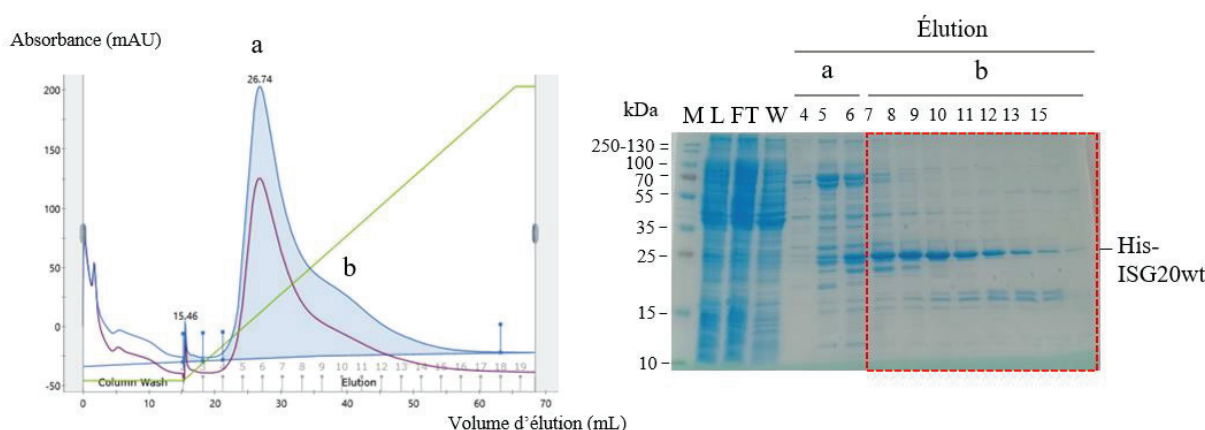 Absorbance (mAU)
a
26.74
200
150
100
b
50
15.46
0
2 3 4 5 6 7 8 9 10 11 12 13 14 15 16 17 18 19
Column Wash
Elution
-50
0 10 20 30 40 50 60 70
Volume d'élution (mL)
Élution
a b
kDa M L FT W 4 5 6 7 8 9 10 11 12 13 15
250-130
100
70
55
35
25
15
10
His-
ISG20wt